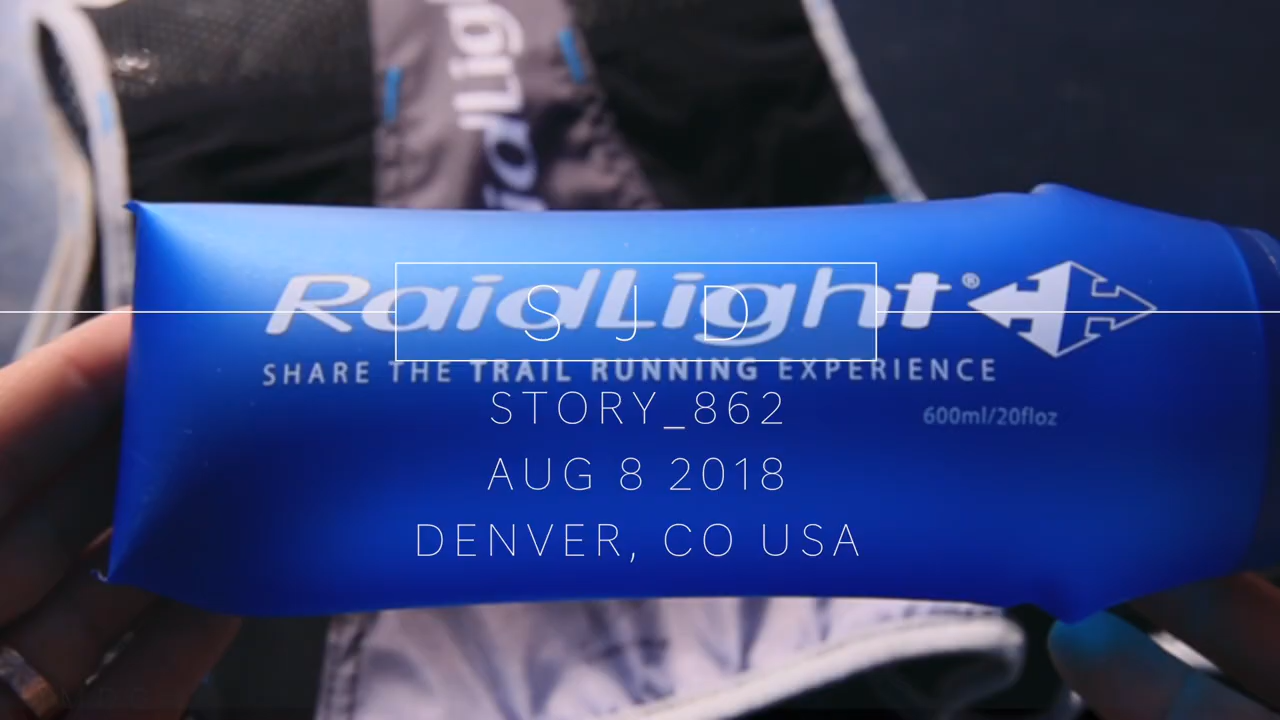 RaidLight®
S J D
SHARE THE TRAIL RUNNING EXPERIENCE
STORY_862
600ml/20floz
AUG 8 2018
DENVER, CO USA